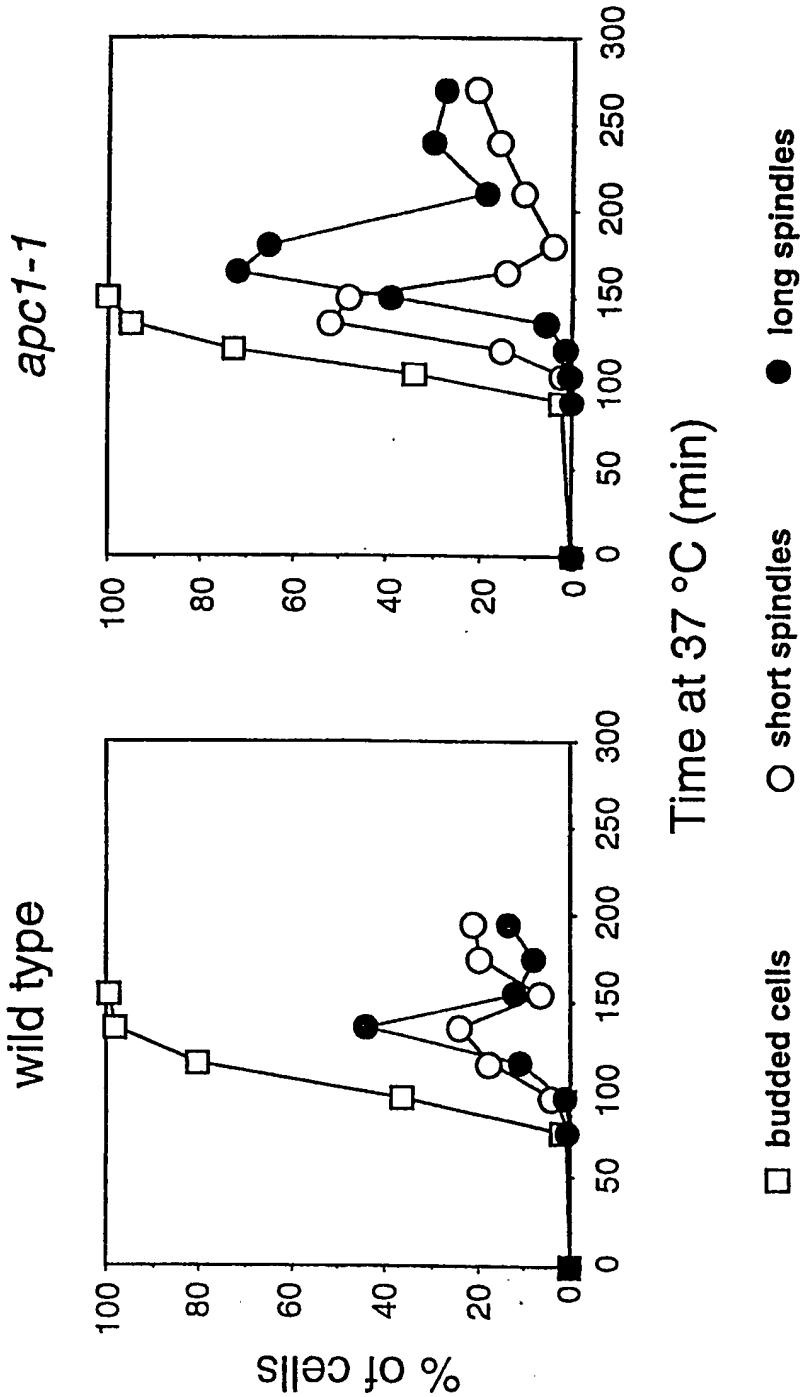 wild type
apc1-1
100
80
60
40
20
0
0 50 100 150 200 250 300
100
80
60
40
20
0
0 50 100 150 200 250 300
% of cells
Time at 37 °C (min)
budded cells
short spindles
long spindles